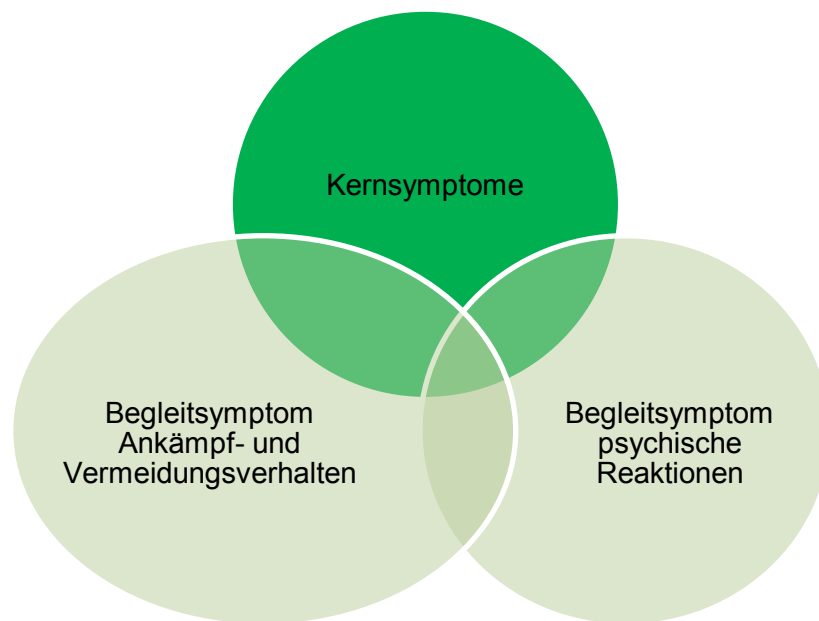 Kernsymptome
Begleitsymptom
Ankämpf- und
Vermeidungsverhalten
Begleitsymptom
psychische
Reaktionen